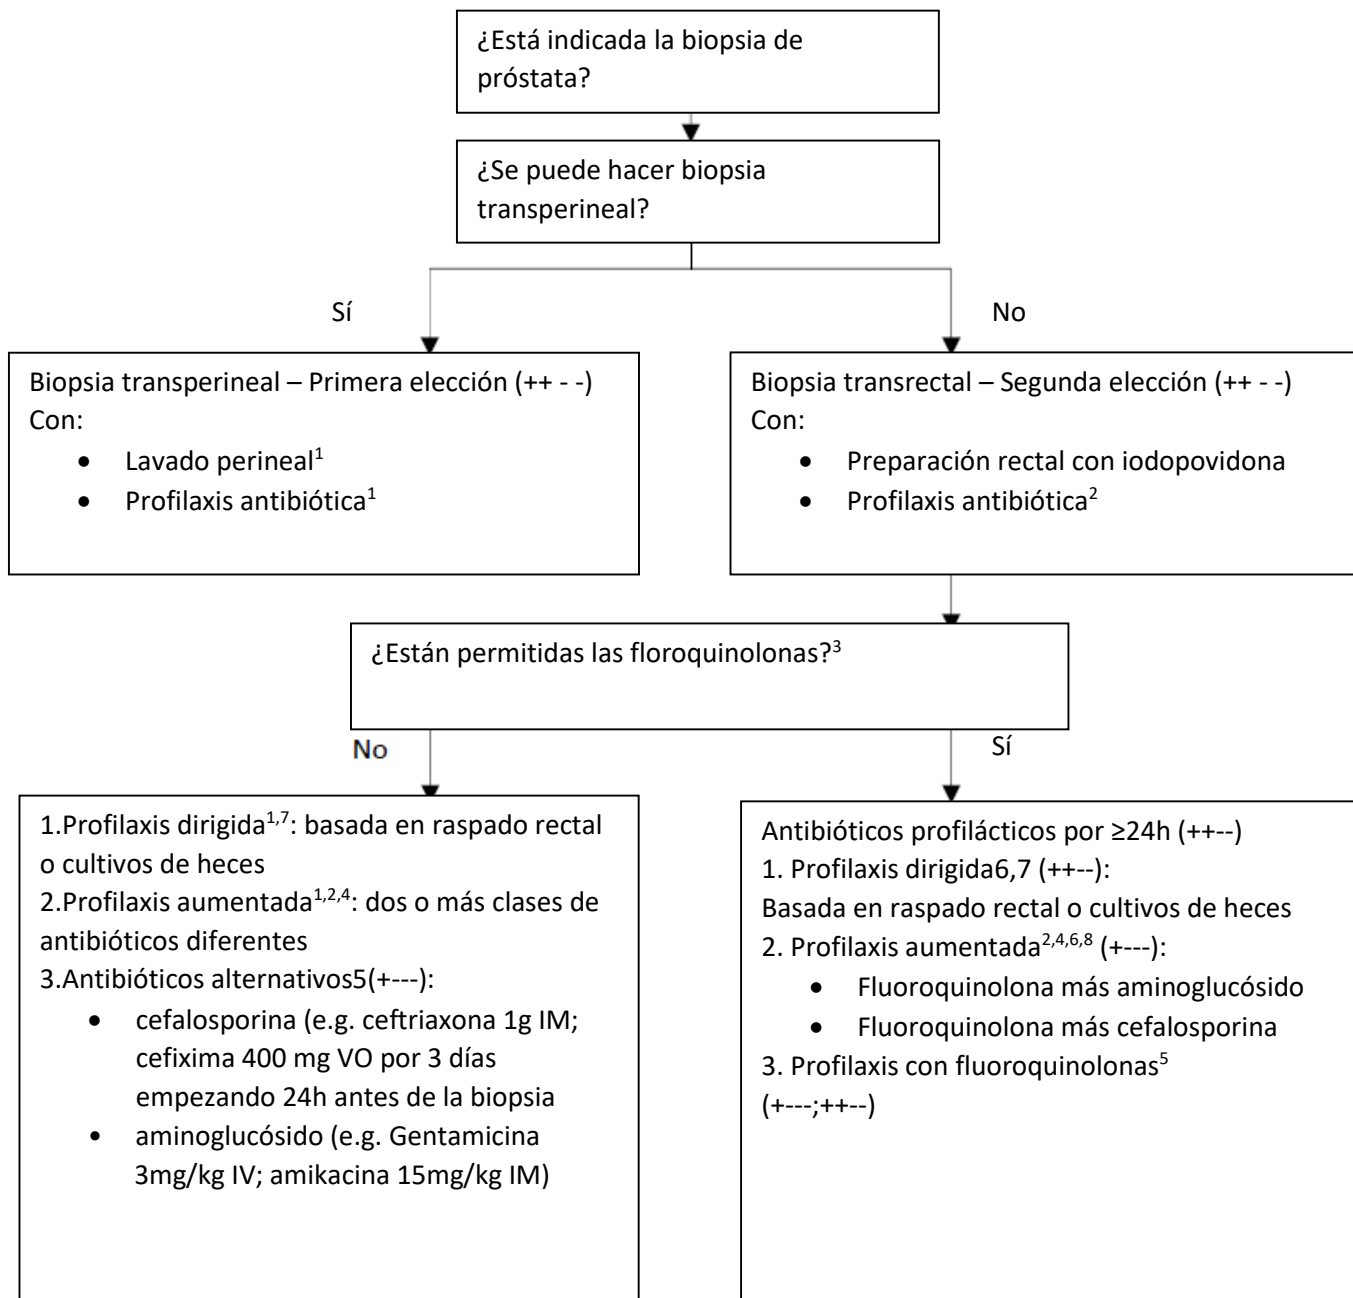 ¿Está indicada la biopsia de
próstata?
¿Se puede hacer biopsia
transperineal?
Sí
No
Biopsia transperineal – Primera elección (++ - -)
Con:
• Lavado perineal1
• Profilaxis antibiótica1
Biopsia transrectal – Segunda elección (++ - -)
Con:
• Preparación rectal con iodopovidona
• Profilaxis antibiótica2
¿Están permitidas las floroquinolonas?3
No
Sí
1.Profilaxis dirigida1,7: basada en raspado rectal
o cultivos de heces
2.Profilaxis aumentada1,2,4: dos o más clases de
antibióticos diferentes
3.Antibióticos alternativos5(+---):
• cefalosporina (e.g. ceftriaxona 1g IM;
cefixima 400 mg VO por 3 días
empezando 24h antes de la biopsia
• aminoglucósido (e.g. Gentamicina
3mg/kg IV; amikacina 15mg/kg IM)
Antibióticos profilácticos por ≥24h (++--)
1. Profilaxis dirigida6,7 (++--):
Basada en raspado rectal o cultivos de heces
2. Profilaxis aumentada2,4,6,8 (+---):
• Fluoroquinolona más aminoglucósido
• Fluoroquinolona más cefalosporina
3. Profilaxis con fluoroquinolonas5
(+---;++--)